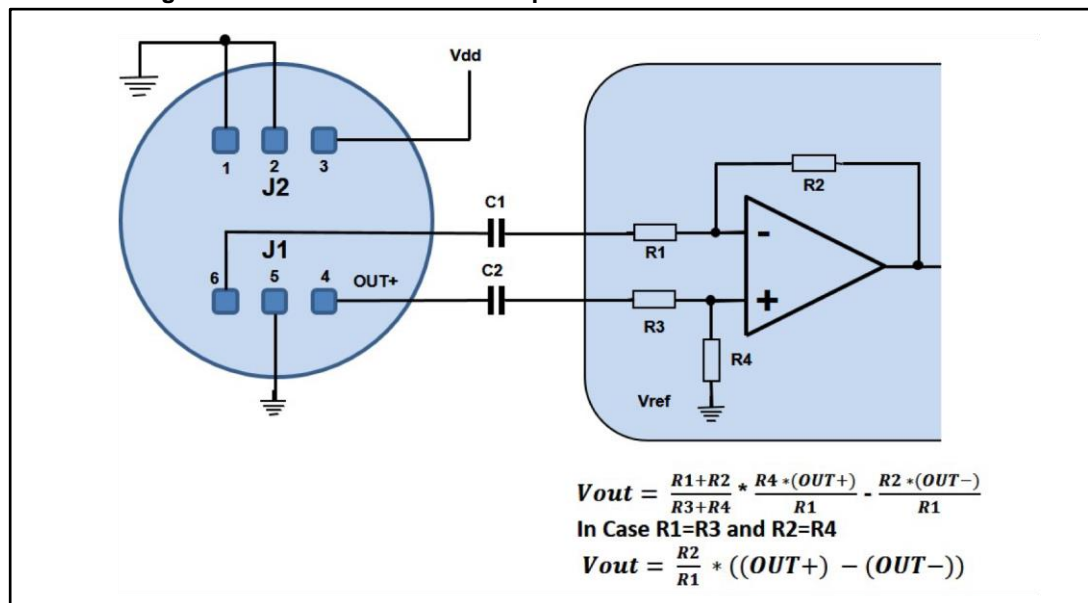 Vdd
1
2
3
J2
J1
6
5
4
OUT+
C1
C2
R1
R2
-
+
R3
R4
Vref
Vout = R1+R2/R3+R4 * R4 *(OUT+)/R1 - R2 *(OUT-)/R1
In Case R1=R3 and R2=R4
Vout = R2/R1 * ((OUT+) - (OUT-))